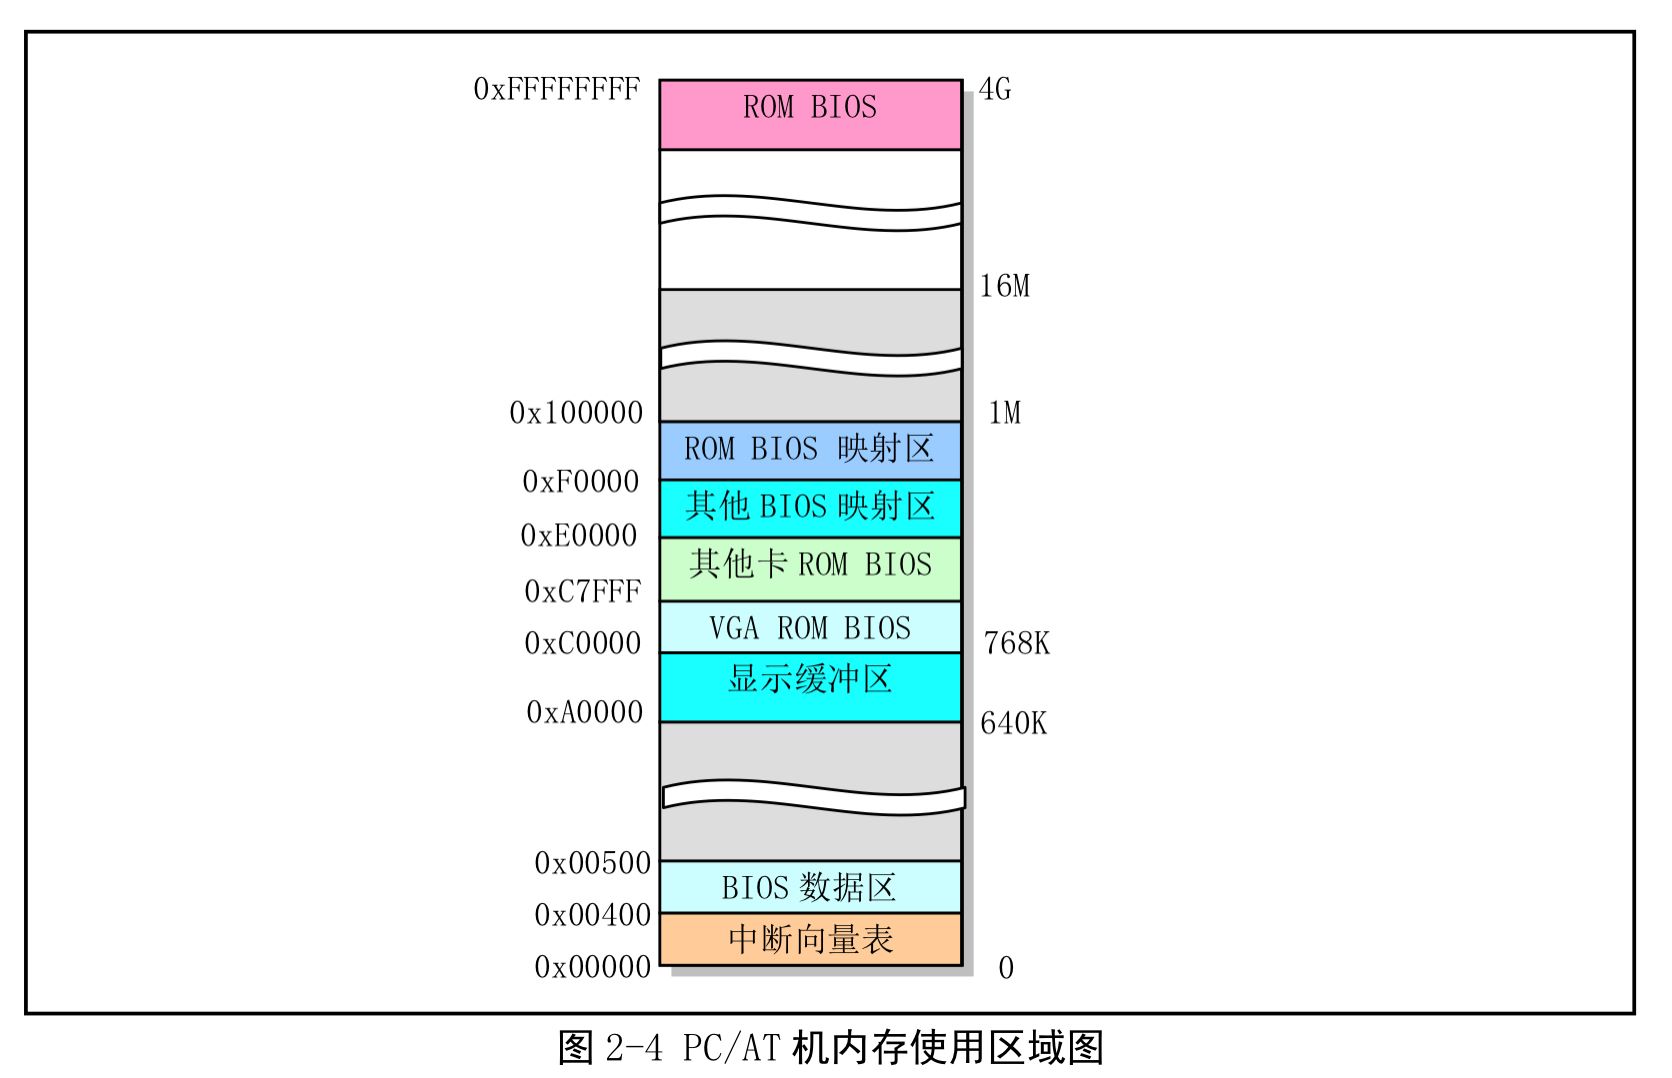 0xFFFFFFFF ROM BIOS 4G
16M
0x100000 1M
ROM BIOS 映射区
0xF0000
其他 BIOS 映射区
0xE0000
其他卡 ROM BIOS
0xC7FFF
VGA ROM BIOS
0xC0000 768K
显示缓冲区
0xA0000 640K
0x00500
BIOS 数据区
0x00400
中断向量表
0x00000 0
图 2-4 PC/AT 机内存使用区域图